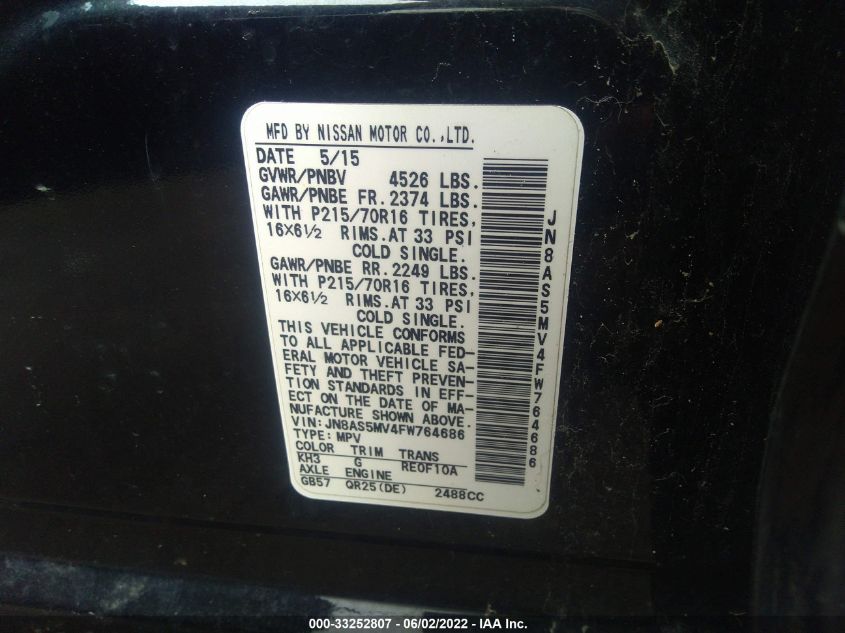 MFD BY NISSAN MOTOR CO.,LTD.
DATE 5/15
GVWR/PNBV 4526 LBS.
GAWR/PNBE FR.2374 LBS.
WITH P215/70R16 TIRES,
16X6½ RIMS.AT 33 PSI
COLD SINGLE.
GAWR/PNBE RR.2249 LBS.
WITH P215/70R16 TIRES,
16X6½ RIMS.AT 33 PSI
COLD SINGLE.
THIS VEHICLE CONFORMS
TO ALL APPLICABLE FED-
ERAL MOTOR VEHICLE SA-
FETY AND THEFT PREVEN-
TION STANDARDS IN EFF-
ECT ON THE DATE OF MA-
NUFACTURE SHOWN ABOVE.
VIN:JN8AS5MV4FW764686
TYPE:MPV
COLOR TRIM TRANS
KH3 G RE0F10A
AXLE ENGINE
GB57 QR25(DE) 2488CC
JN8AS5MV4FW764686
000-33252807 - 06/02/2022 - IAA Inc.